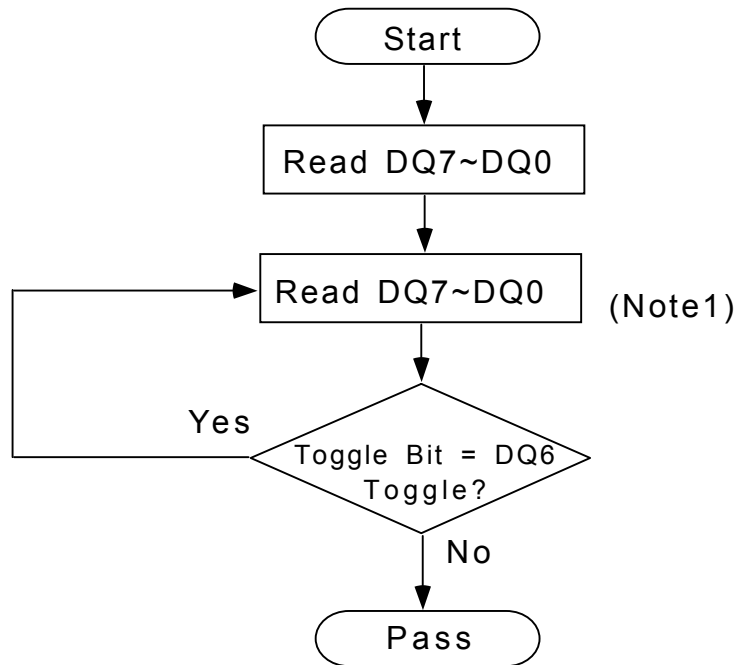 Start
Read DQ7~DQ0
Read DQ7~DQ0
(Note1)
Yes
Toggle Bit = DQ6
Toggle?
No
Pass